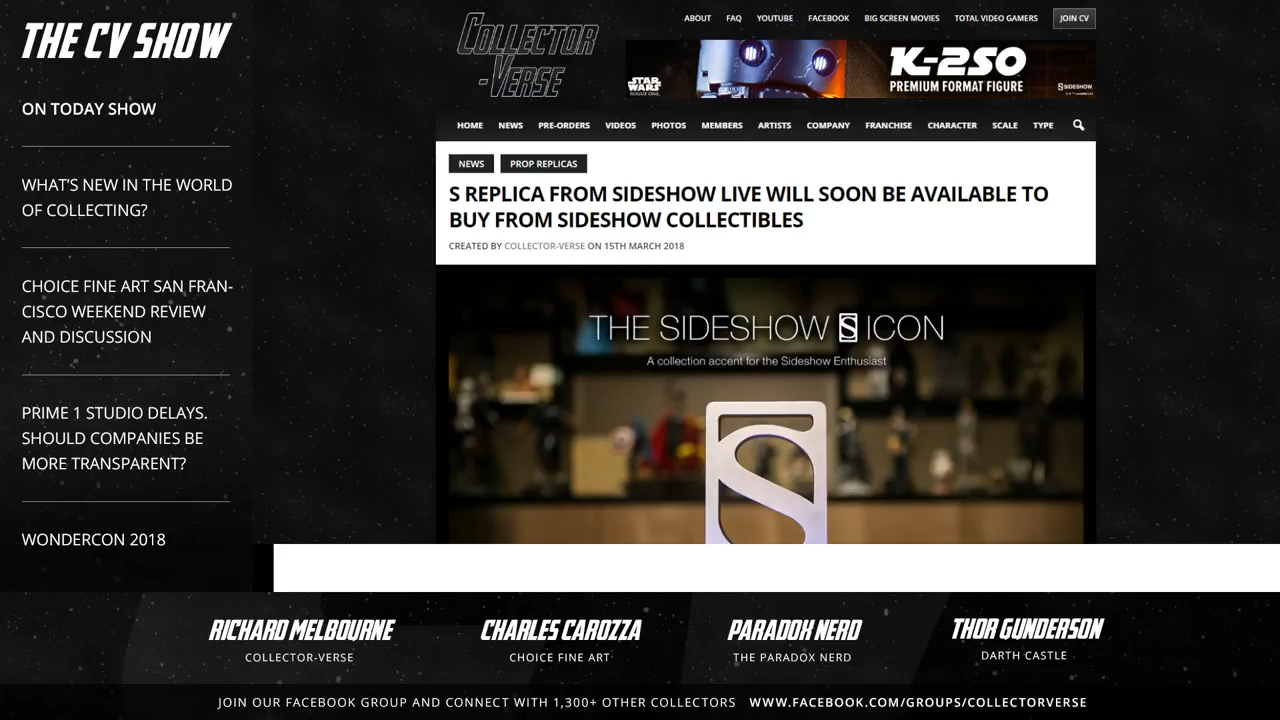 THE CV SHOW
ON TODAY SHOW
WHAT'S NEW IN THE WORLD
OF COLLECTING?
CHOICE FINE ART SAN FRAN-
CISCO WEEKEND REVIEW
AND DISCUSSION
PRIME 1 STUDIO DELAYS.
SHOULD COMPANIES BE
MORE TRANSPARENT?
WONDERCON 2018
COLLECTOR
-VERSE
ABOUT FAQ YOUTUBE FACEBOOK BIG SCREEN MOVIES TOTAL VIDEO GAMERS JOIN CV
STAR
WARS
ROGUE ONE
K-2SO
PREMIUM FORMAT FIGURE
SIDESHOW
HOME NEWS PRE-ORDERS VIDEOS PHOTOS MEMBERS ARTISTS COMPANY FRANCHISE CHARACTER SCALE TYPE
NEWS PROP REPLICAS
S REPLICA FROM SIDESHOW LIVE WILL SOON BE AVAILABLE TO
BUY FROM SIDESHOW COLLECTIBLES
CREATED BY COLLECTOR-VERSE ON 15TH MARCH 2018
THE SIDESHOW S ICON
A collection accent for the Sideshow Enthusiast
S
RICHARD MELBOURNE CHARLES CAROZZA PARADOX NERD THOR GUNDERSON
COLLECTOR-VERSE CHOICE FINE ART THE PARADOX NERD DARTH CASTLE
JOIN OUR FACEBOOK GROUP AND CONNECT WITH 1,300+ OTHER COLLECTORS WWW.FACEBOOK.COM/GROUPS/COLLECTORVERSE